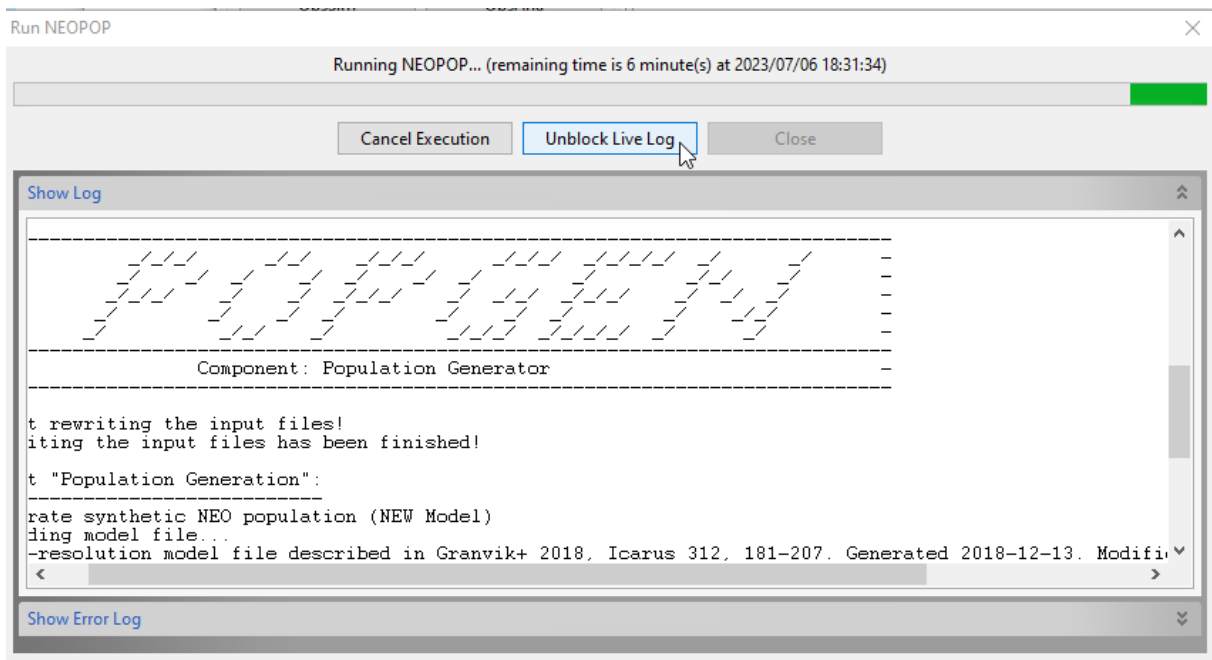 Run NEOPOP
Running NEOPOP... (remaining time is 6 minute(s) at 2023/07/06 18:31:34)
Cancel Execution
Unblock Live Log
Close
Show Log
POPGEN
Component: Population Generator
t rewriting the input files!
iting the input files has been finished!
t "Population Generation":
rate synthetic NEO population (NEW Model)
ding model file...
-resolution model file described in Granvik+ 2018, Icarus 312, 181-207. Generated 2018-12-13. Modifi
Show Error Log